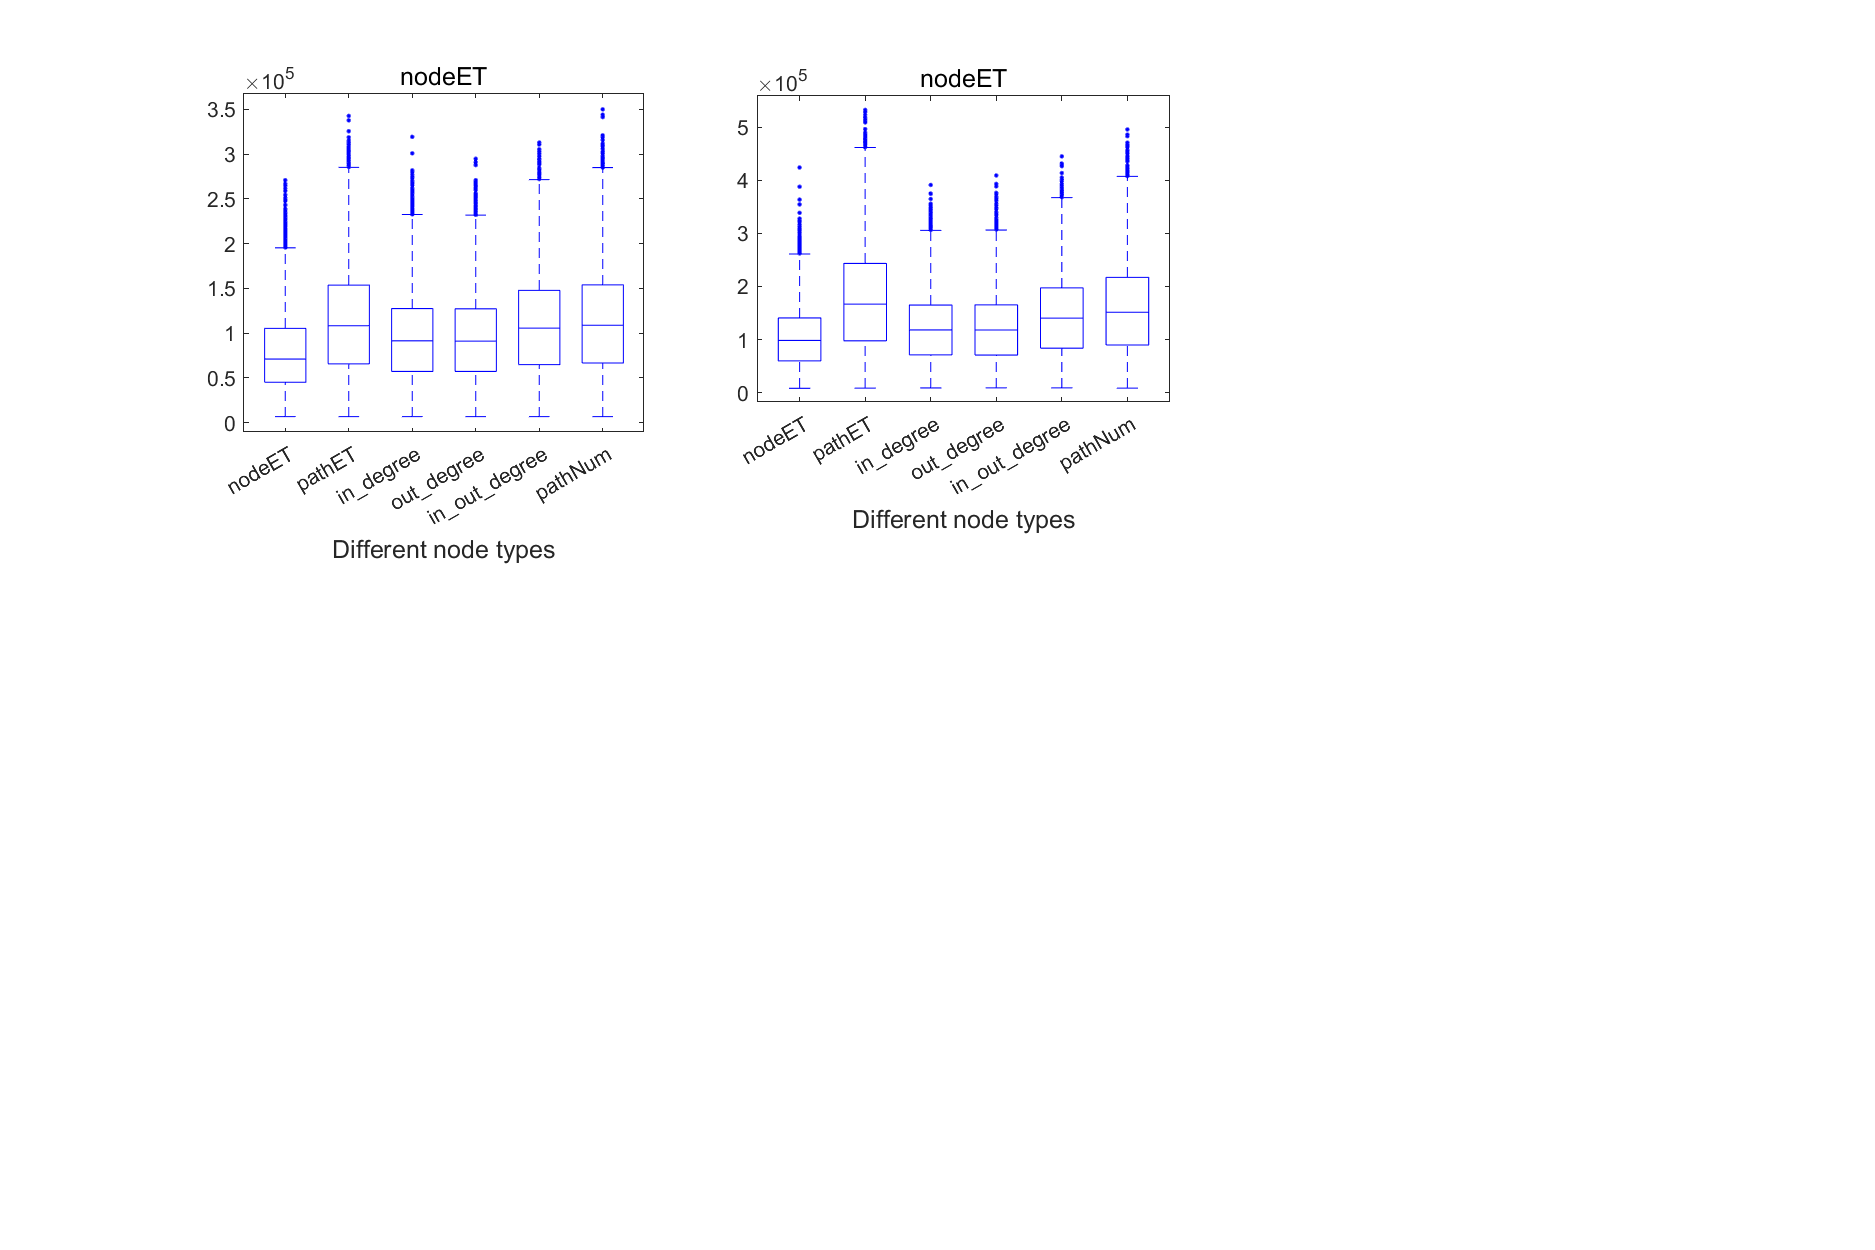 nodeET
×10^5
3.5
3
2.5
2
1.5
1
0.5
0
nodeET
pathET
in_degree
out_degree
in_out_degree
pathNum
Different node types
nodeET
×10^5
5
4
3
2
1
0
nodeET
pathET
in_degree
out_degree
in_out_degree
pathNum
Different node types